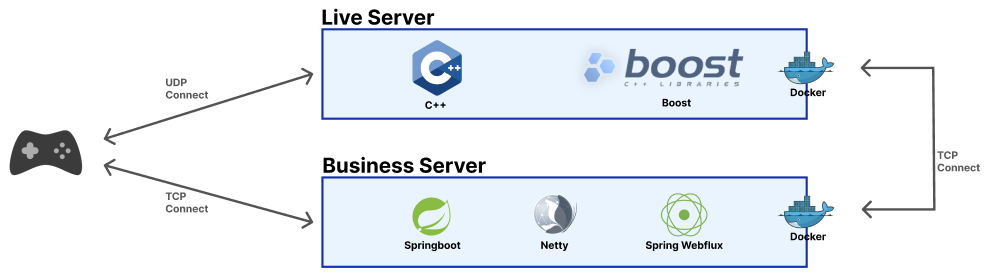 Live Server
C++
boost
C++ LIBRARIES
Boost
Docker
UDP
Connect
TCP
Connect
Business Server
TCP
Connect
Springboot
Netty
Spring Webflux
Docker